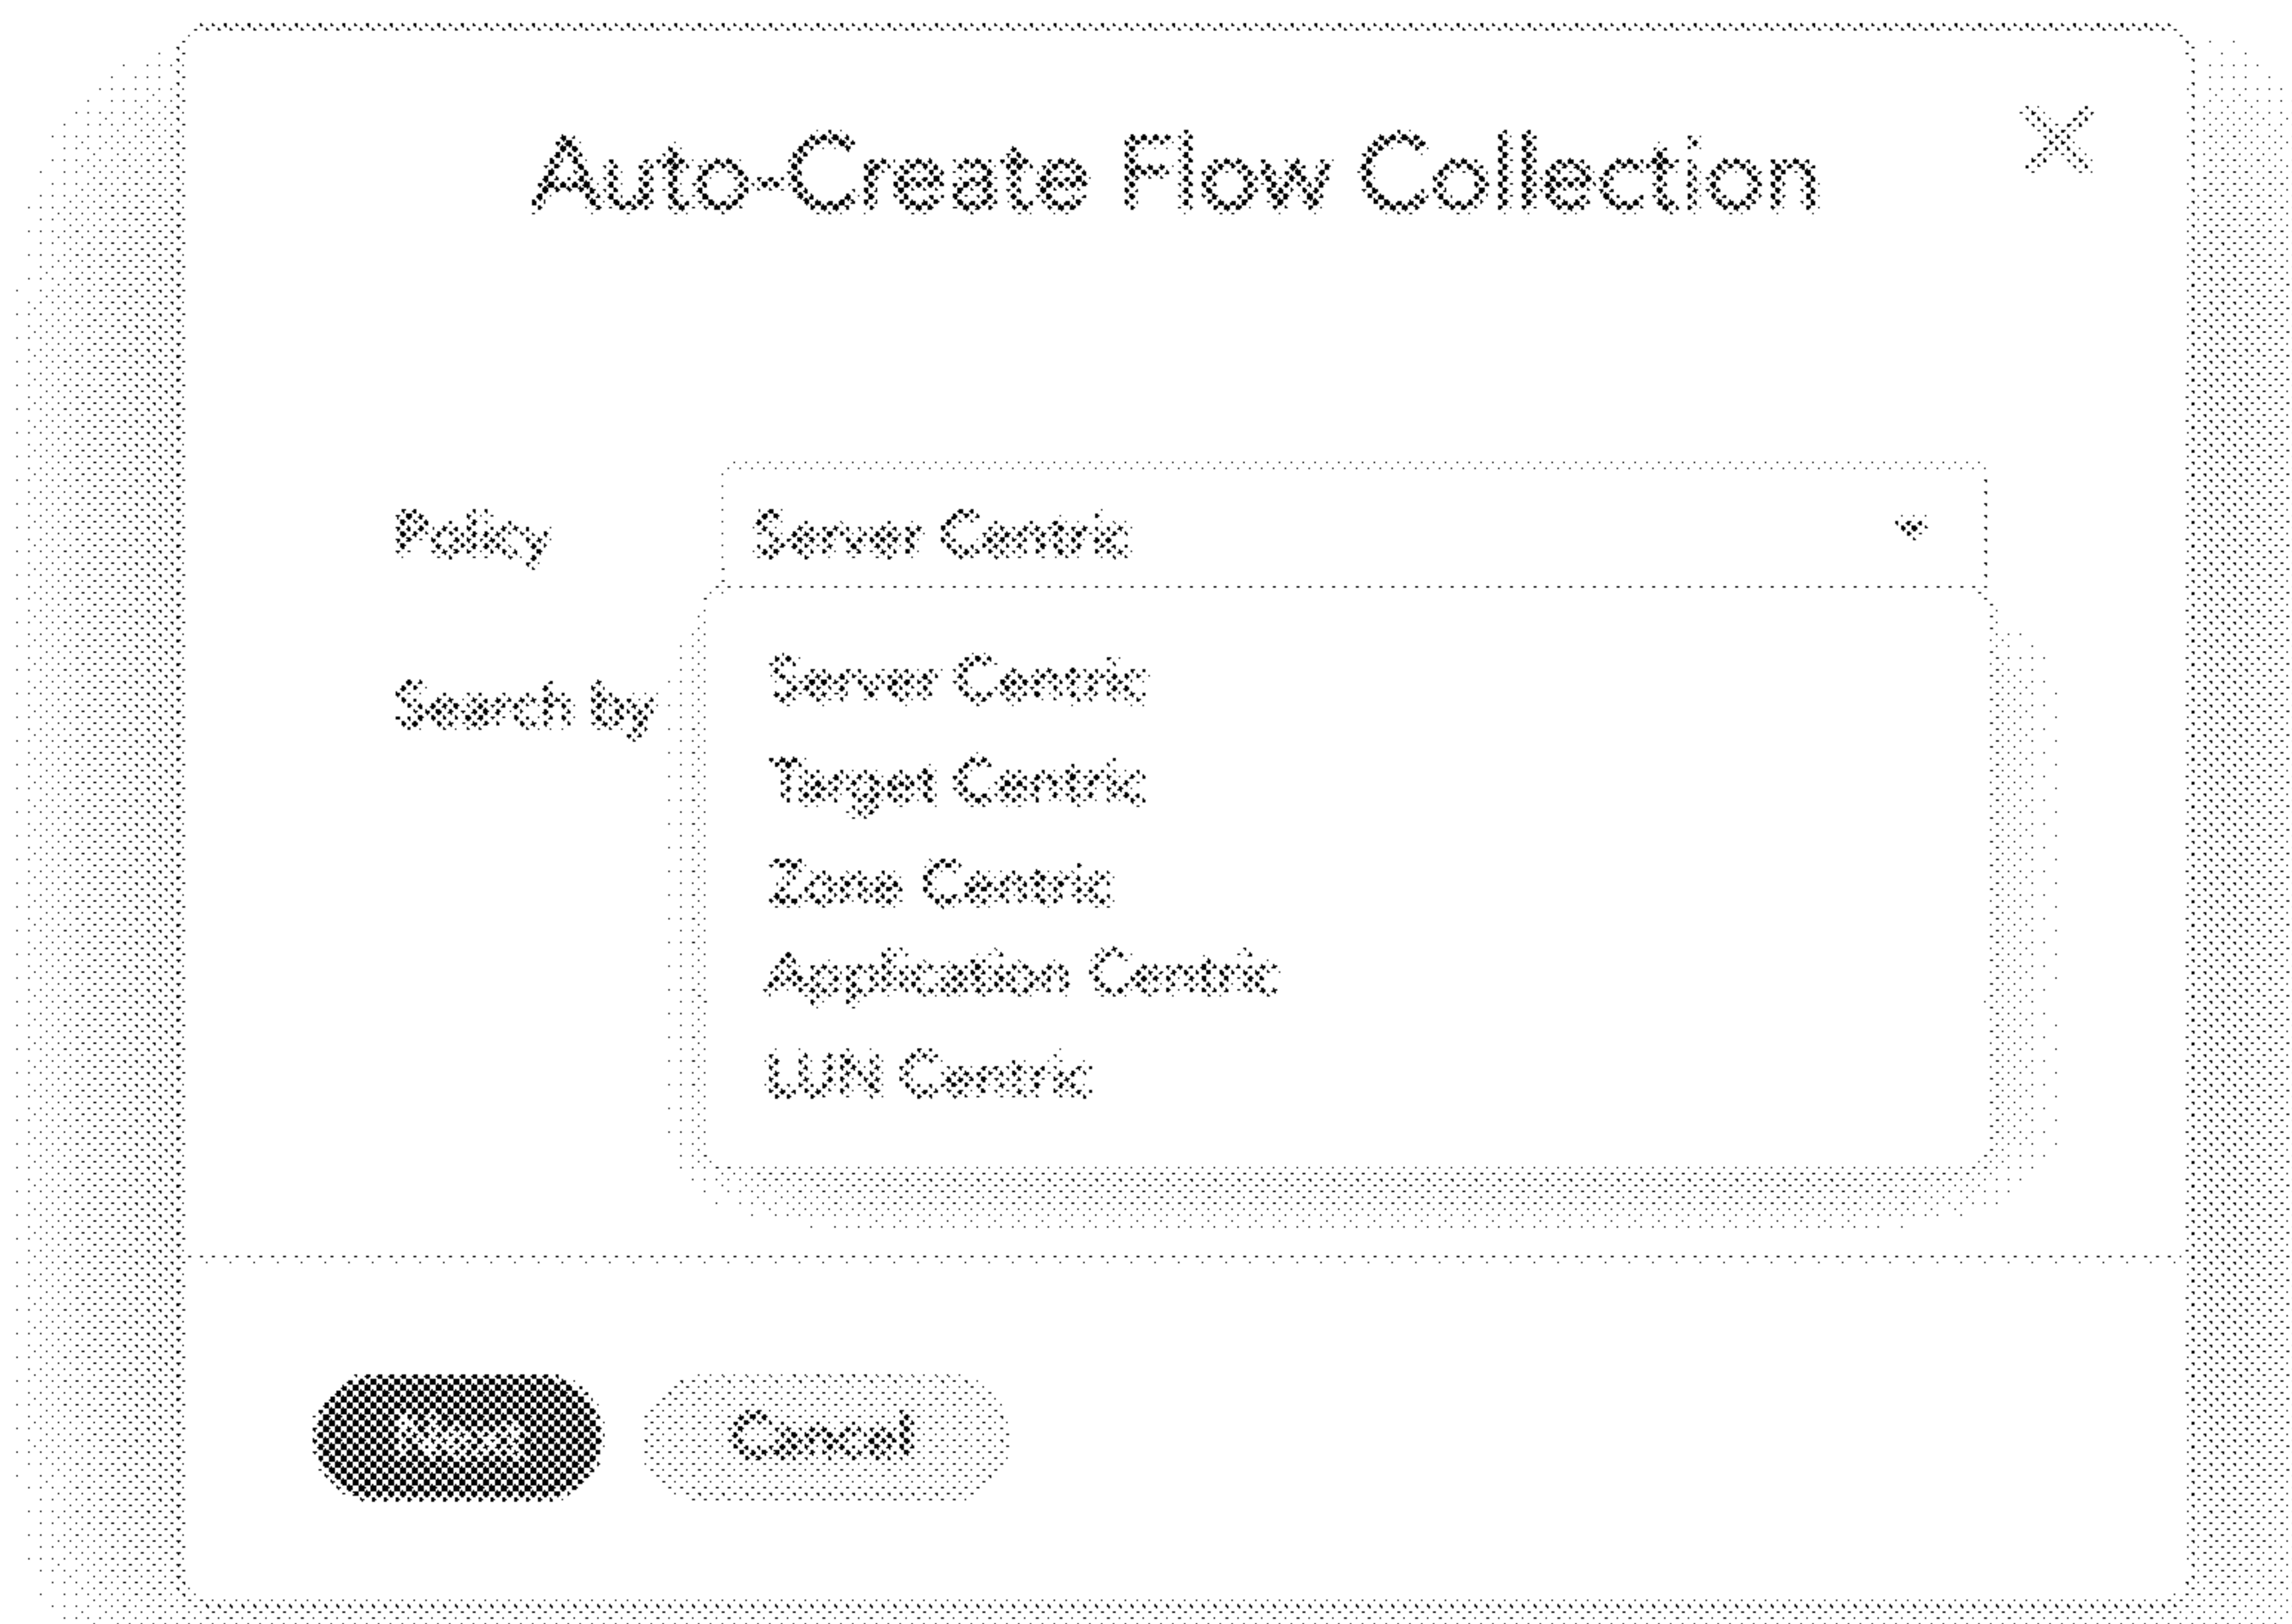 Auto-Create Flow Collection
Policy
Server Centric
Search by
Server Centric
Target Centric
Zone Centric
Application Centric
LUN Centric
Next
Cancel